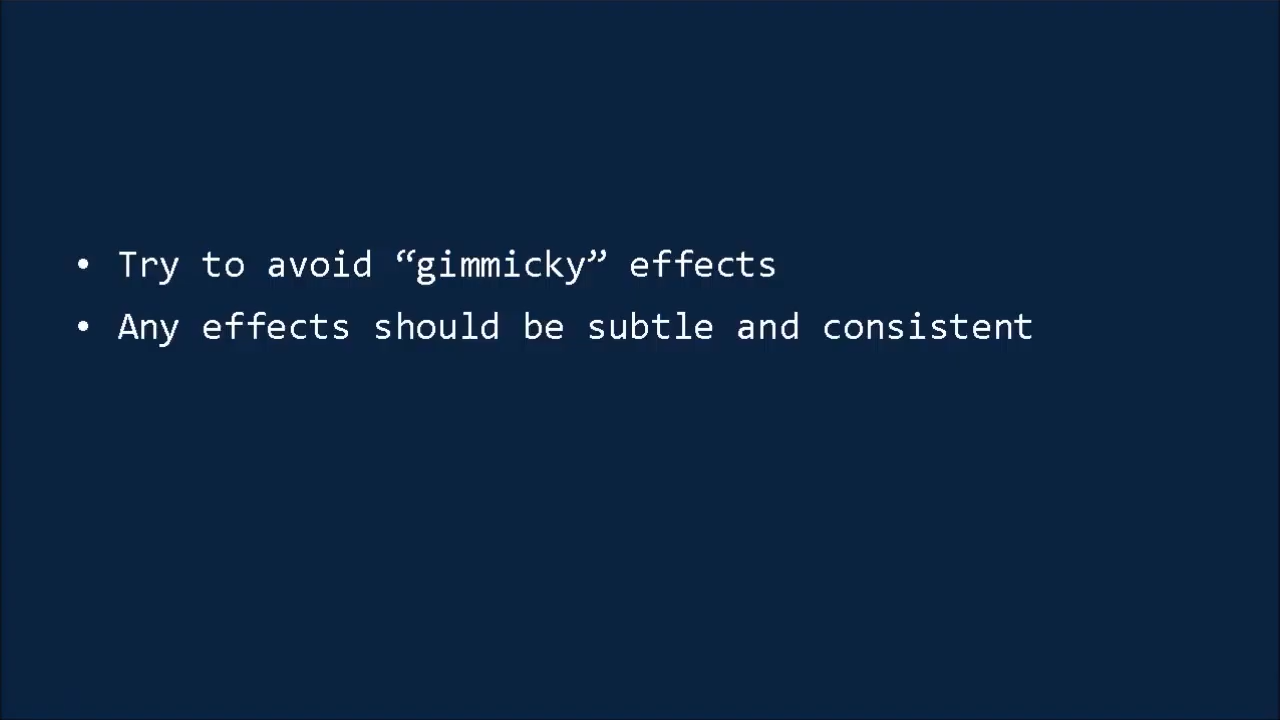 • Try to avoid “gimmicky” effects
• Any effects should be subtle and consistent